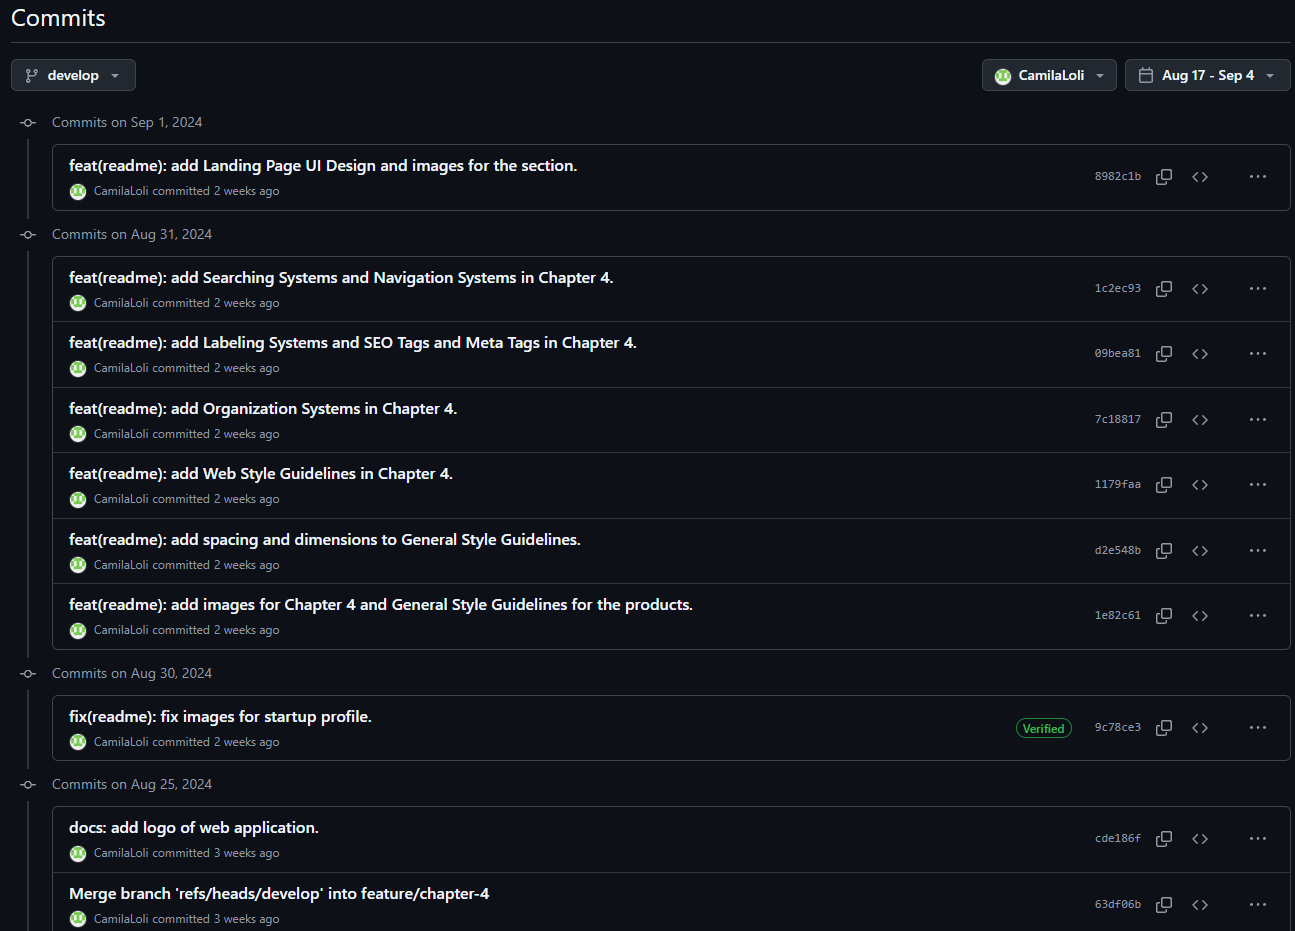 Commits
develop
CamilaLoli
Aug 17 - Sep 4
Commits on Sep 1, 2024
feat(readme): add Landing Page UI Design and images for the section.
8982c1b
CamilaLoli committed 2 weeks ago
Commits on Aug 31, 2024
feat(readme): add Searching Systems and Navigation Systems in Chapter 4.
1c2ec93
CamilaLoli committed 2 weeks ago
feat(readme): add Labeling Systems and SEO Tags and Meta Tags in Chapter 4.
09bea81
CamilaLoli committed 2 weeks ago
feat(readme): add Organization Systems in Chapter 4.
7c18817
CamilaLoli committed 2 weeks ago
feat(readme): add Web Style Guidelines in Chapter 4.
1179faa
CamilaLoli committed 2 weeks ago
feat(readme): add spacing and dimensions to General Style Guidelines.
d2e548b
CamilaLoli committed 2 weeks ago
feat(readme): add images for Chapter 4 and General Style Guidelines for the products.
1e82c61
CamilaLoli committed 2 weeks ago
Commits on Aug 30, 2024
fix(readme): fix images for startup profile.
Verified
9c78ce3
CamilaLoli committed 2 weeks ago
Commits on Aug 25, 2024
docs: add logo of web application.
cde186f
CamilaLoli committed 3 weeks ago
Merge branch 'refs/heads/develop' into feature/chapter-4
63df06b
CamilaLoli committed 3 weeks ago